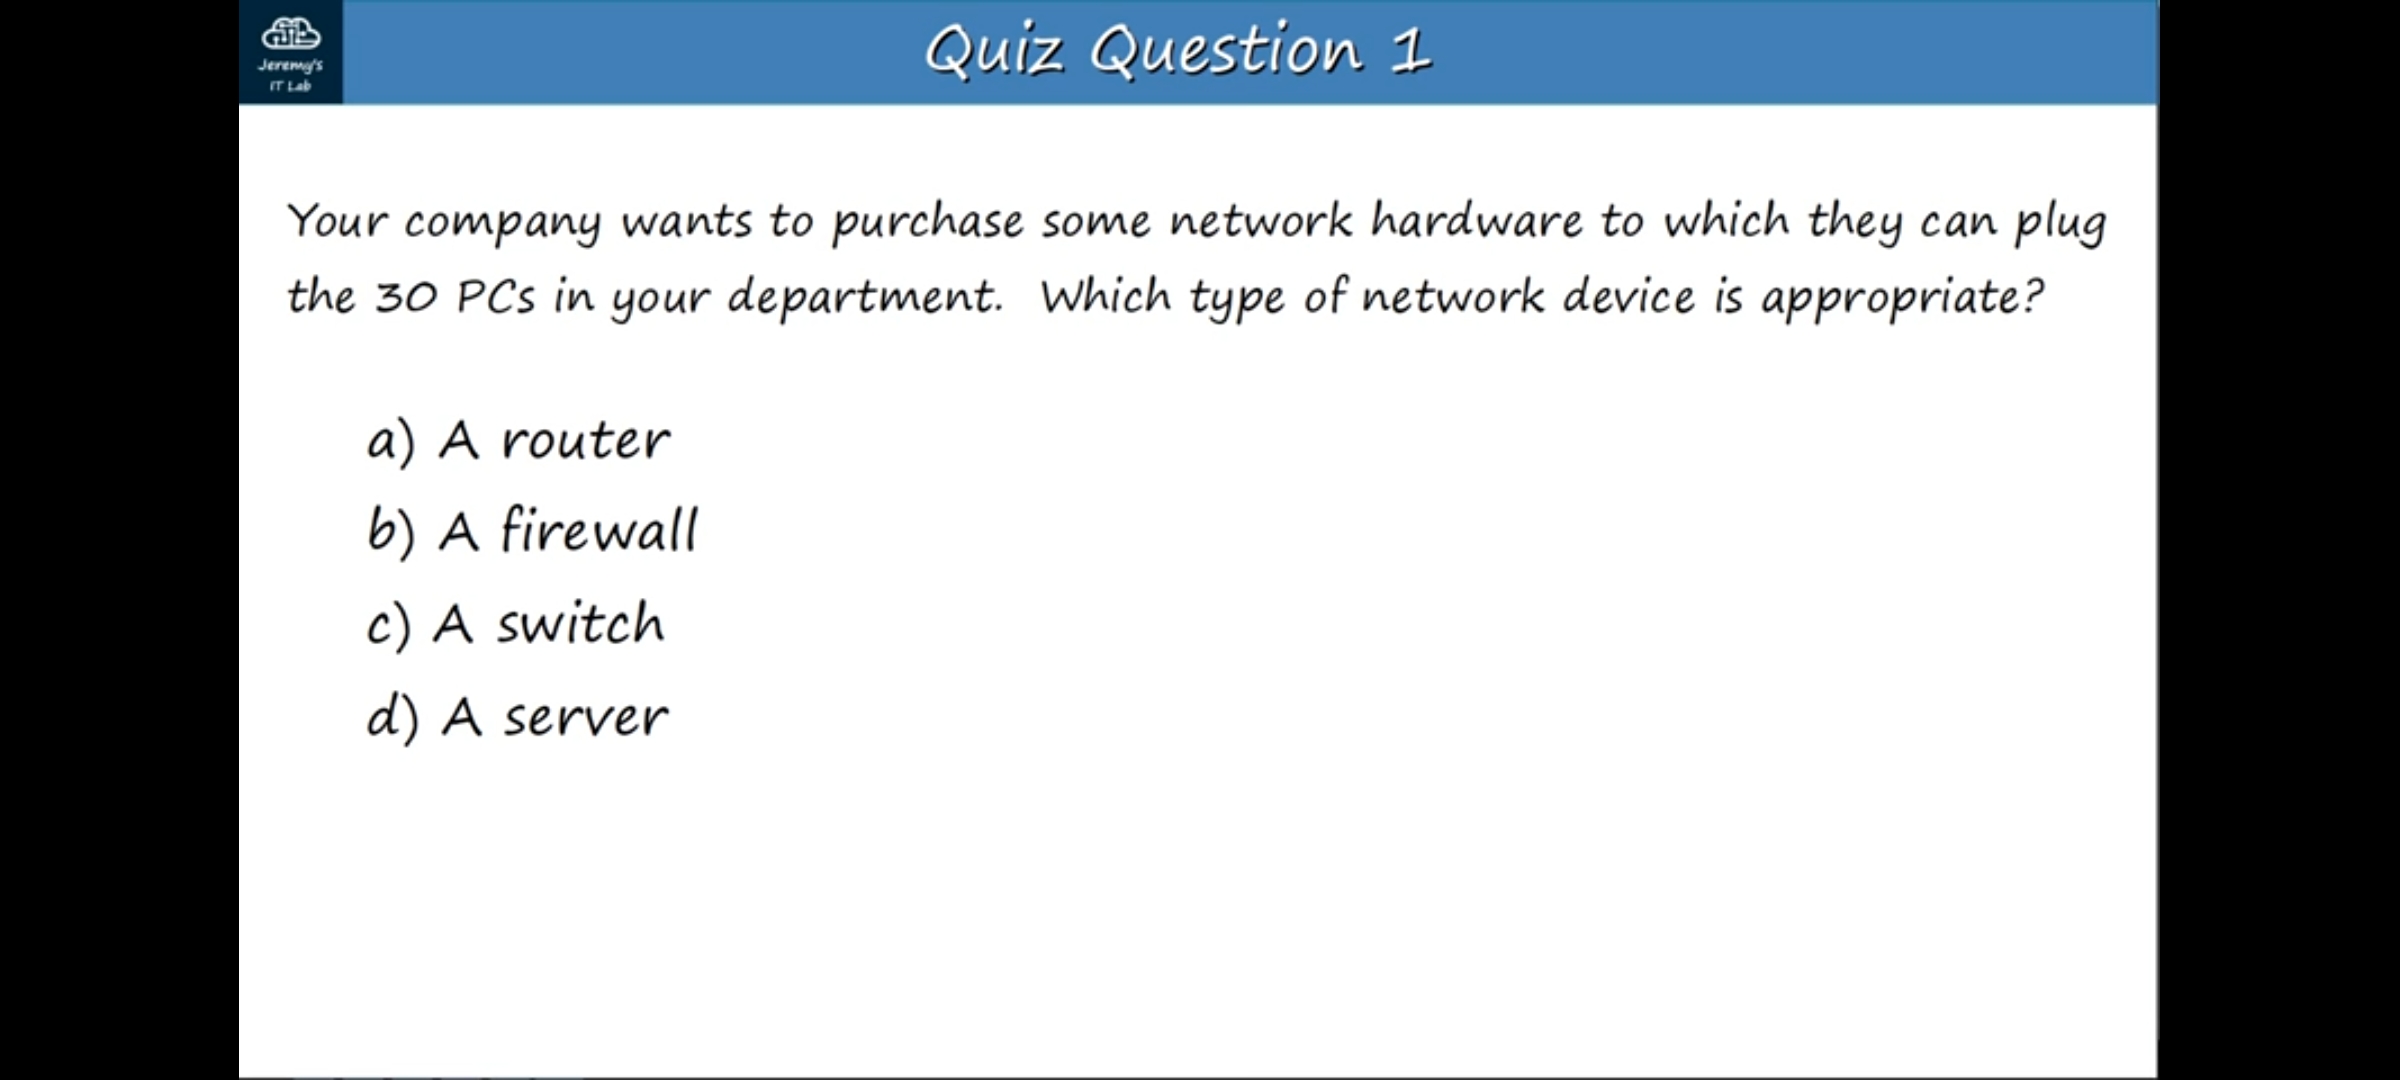 Jeremy's
IT Lab
Quiz Question 1
Your company wants to purchase some network hardware to which they can plug
the 30 PCs in your department. Which type of network device is appropriate?
a) A router
b) A firewall
c) A switch
d) A server